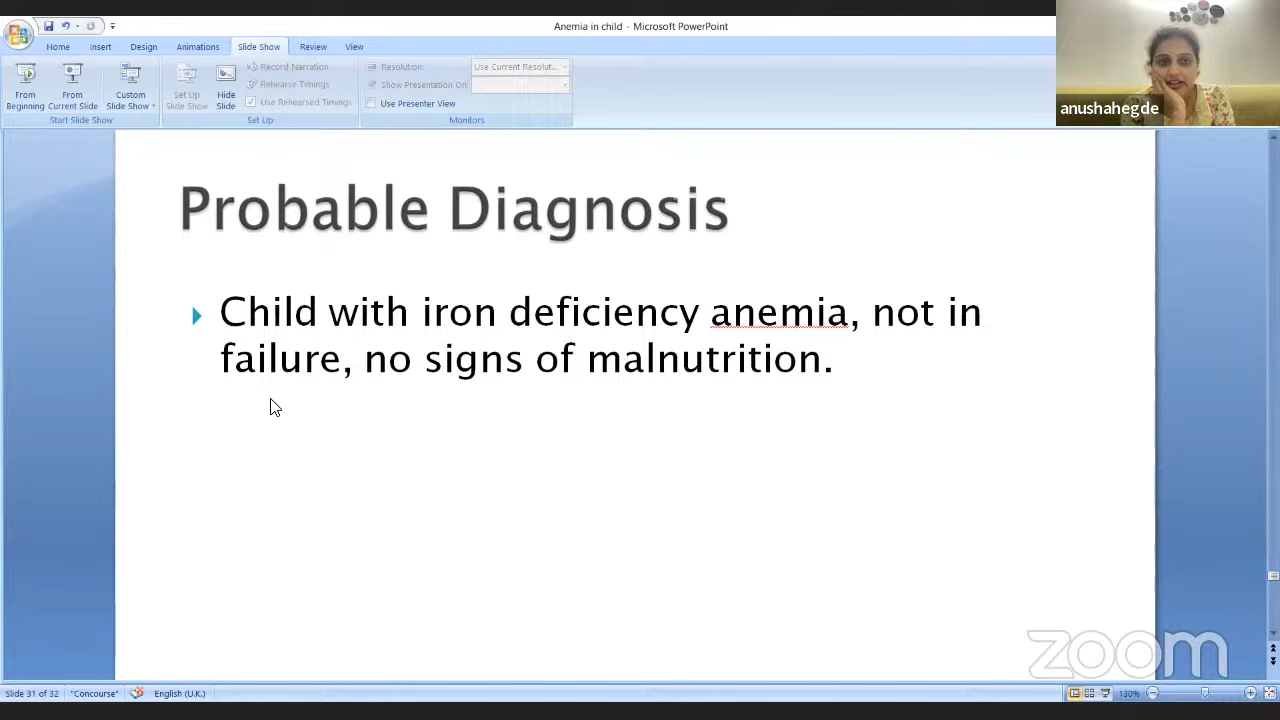 Anemia in child - Microsoft PowerPoint
Home Insert Design Animations Slide Show Review View
From Beginning
From Current Slide
Custom Slide Show
Set Up Slide Show
Hide Slide
Record Narration
Rehearse Timings
Use Rehearsed Timings
Resolution: Use Current Resolut...
Show Presentation On:
Use Presenter View
Start Slide Show Set Up Monitors
anushahegde
Probable Diagnosis
Child with iron deficiency anemia, not in
failure, no signs of malnutrition.
zoom
Slide 31 of 32 "Concourse" English (U.K.) 130%